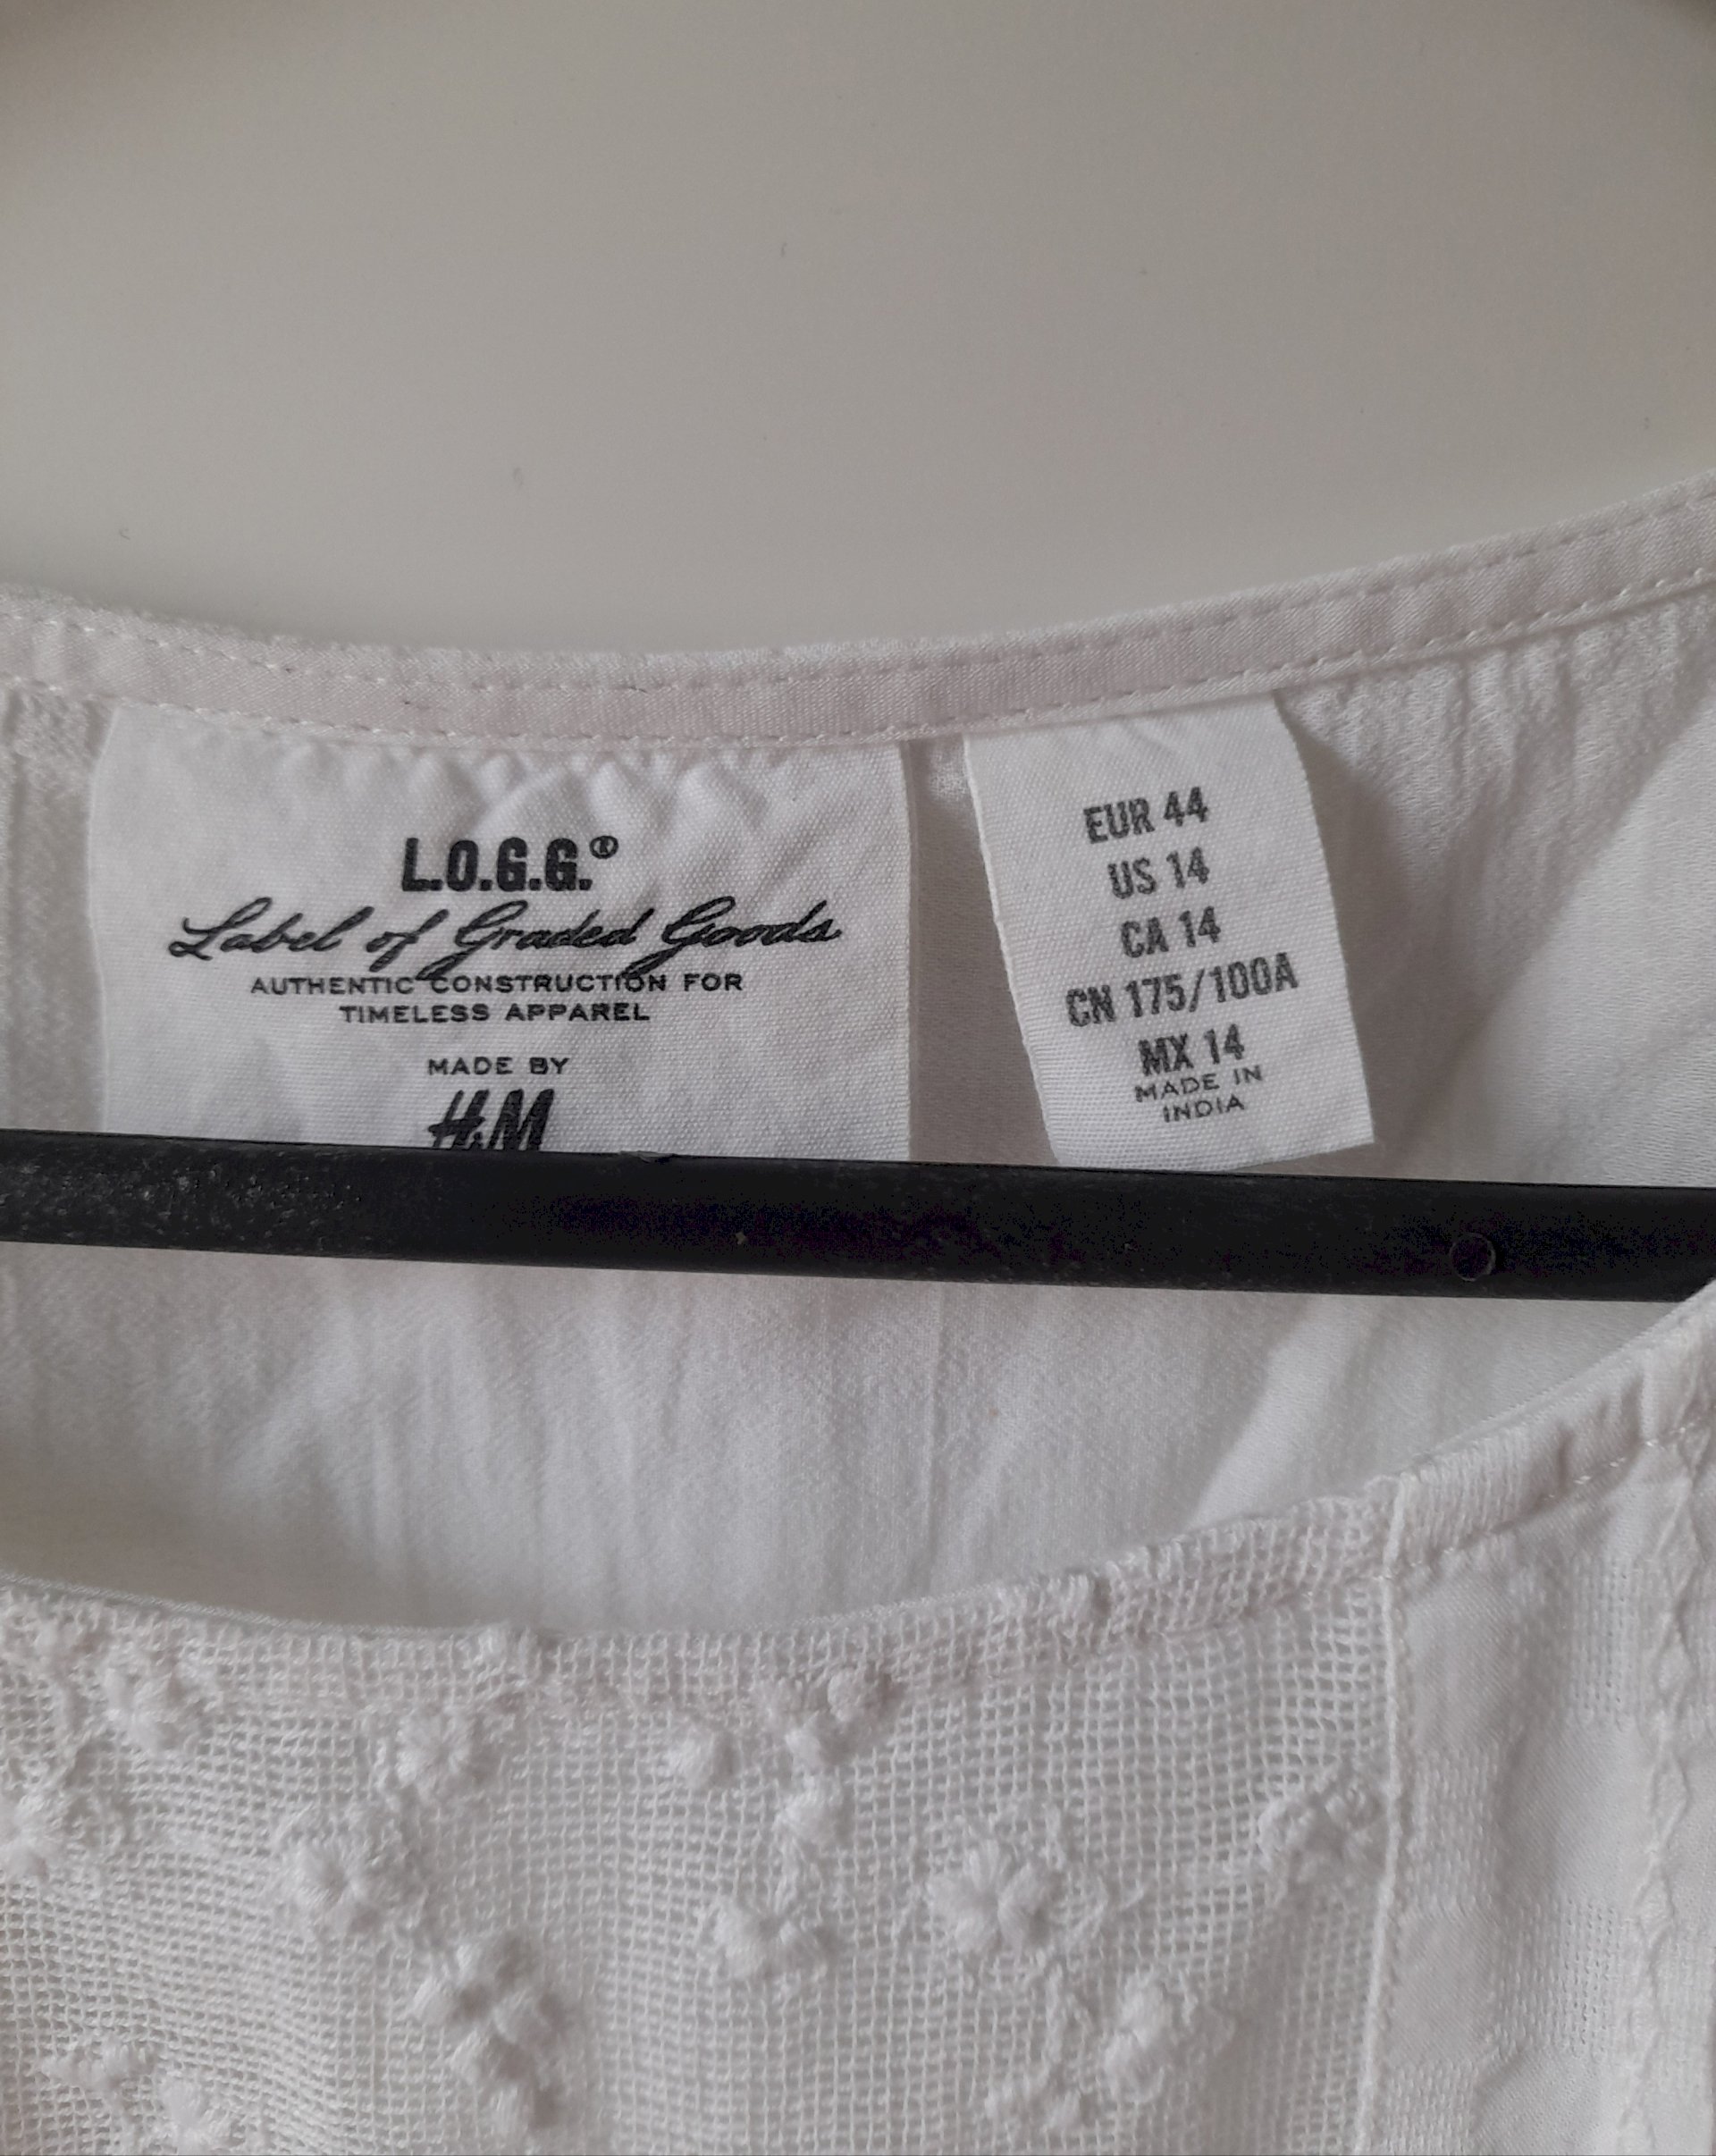 L.O.G.G.®
Label of Graded Goods
AUTHENTIC CONSTRUCTION FOR
TIMELESS APPAREL
MADE BY
H&M
EUR 44
US 14
CA 14
CN 175/100A
MX 14
MADE IN
INDIA